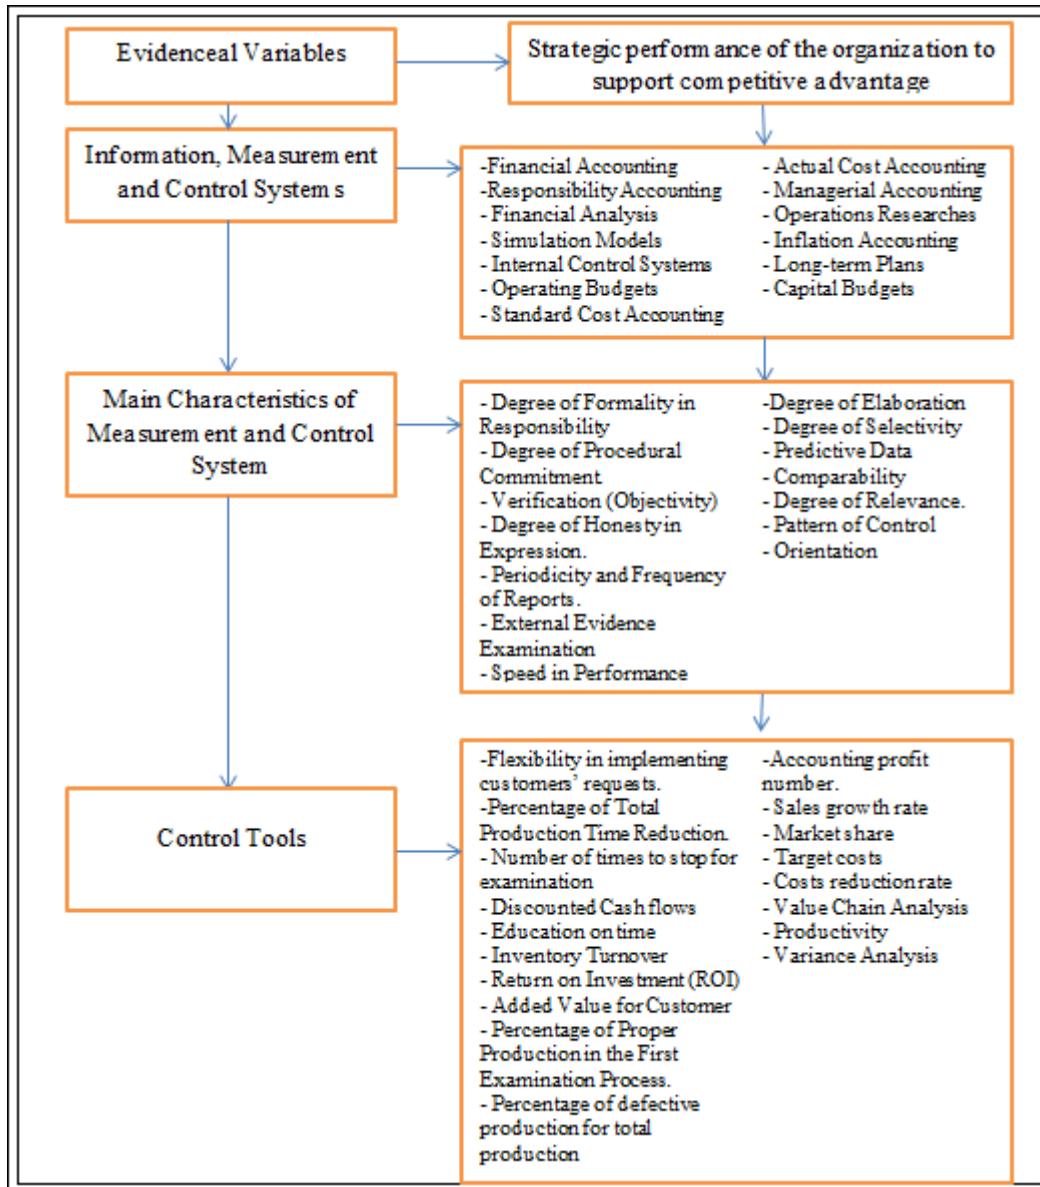 Evidenceal Variables
Strategic performance of the organization to
support competitive advantage
Information, Measurement
and Control Systems
-Financial Accounting
-Responsibility Accounting
- Financial Analysis
- Simulation Models
- Internal Control Systems
- Operating Budgets
- Standard Cost Accounting
- Actual Cost Accounting
- Managerial Accounting
- Operations Researches
- Inflation Accounting
- Long-term Plans
- Capital Budgets
Main Characteristics of
Measurement and Control
System
- Degree of Formality in
Responsibility
- Degree of Procedural
Commitment.
- Verification (Objectivity)
- Degree of Honesty in
Expression.
- Periodicity and Frequency
of Reports.
- External Evidence
Examination
- Speed in Performance
-Degree of Elaboration
- Degree of Selectivity
- Predictive Data
- Comparability
- Degree of Relevance.
- Pattern of Control
- Orientation
Control Tools
-Flexibility in implementing
customers’ requests.
-Percentage of Total
Production Time Reduction.
- Number of times to stop for
examination
- Discounted Cash flows
- Education on time
- Inventory Turnover
- Return on Investment (ROI)
- Added Value for Customer
- Percentage of Proper
Production in the First
Examination Process.
- Percentage of defective
production for total
production
-Accounting profit
number.
- Sales growth rate
- Market share
- Target costs
- Costs reduction rate
- Value Chain Analysis
- Productivity
- Variance Analysis